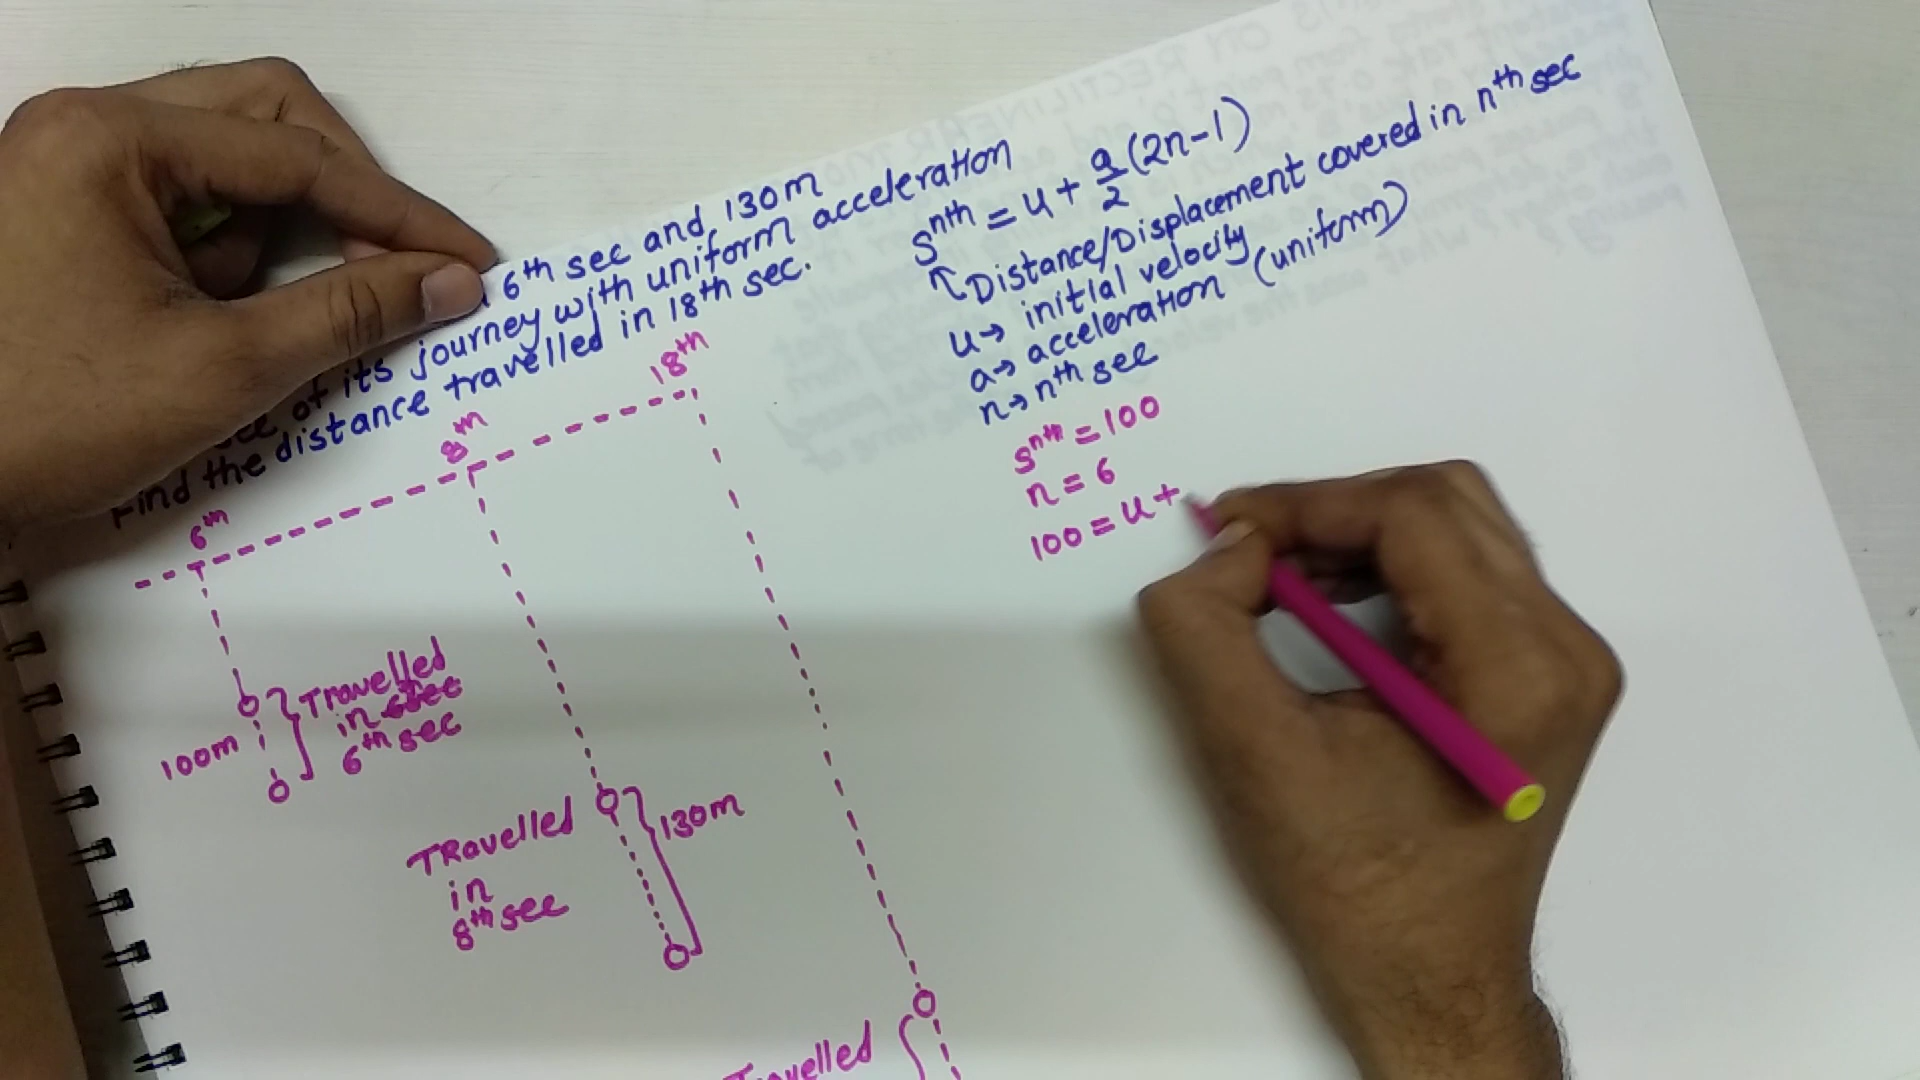 6th sec and 130m
of its journey with uniform acceleration
Find the distance travelled in 18th sec.
S^nth = u + a/2 (2n-1)
Distance/Displacement covered in nth sec
u→ initial velocity
a→ acceleration (uniform)
n→ nth sec
S^nth = 100
n = 6
100 = u +
6th
8th
18th
100m
Travelled
in
6th sec
Travelled
in
8th sec
130m
Travelled